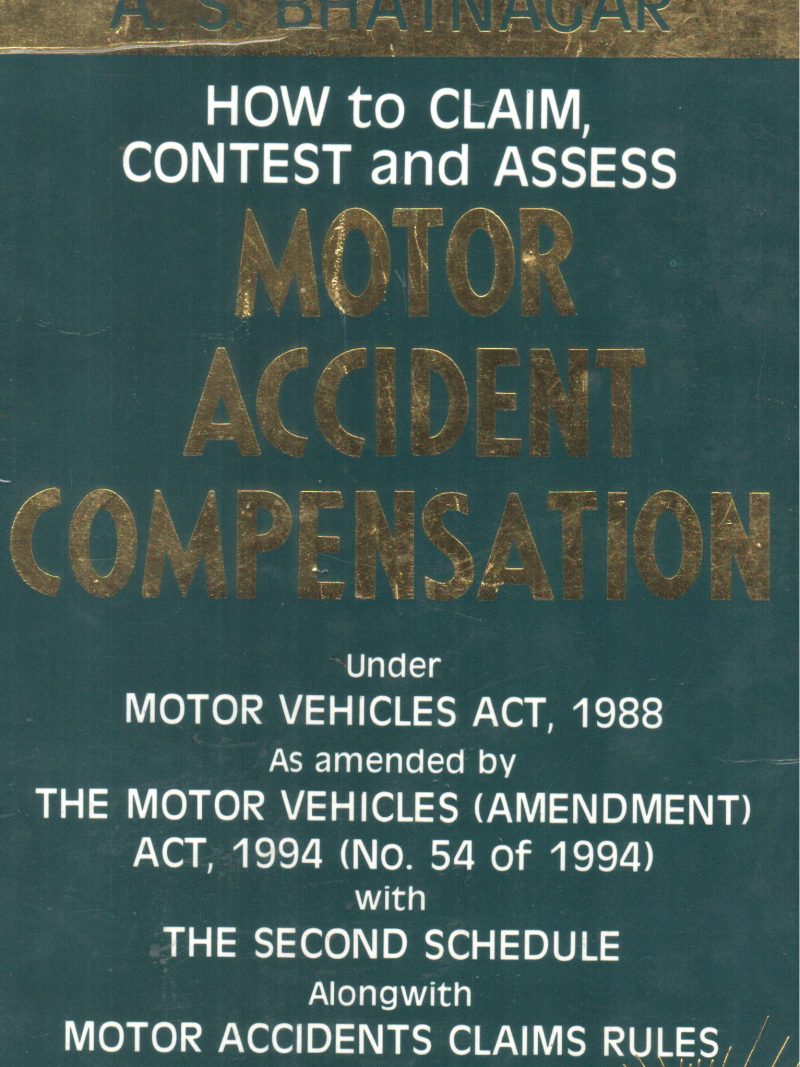 A. S. BHATNAGAR
HOW to CLAIM,
CONTEST and ASSESS
MOTOR
ACCIDENT
COMPENSATION
Under
MOTOR VEHICLES ACT, 1988
As amended by
THE MOTOR VEHICLES (AMENDMENT)
ACT, 1994 (No. 54 of 1994)
with
THE SECOND SCHEDULE
Alongwith
MOTOR ACCIDENTS CLAIMS RULES